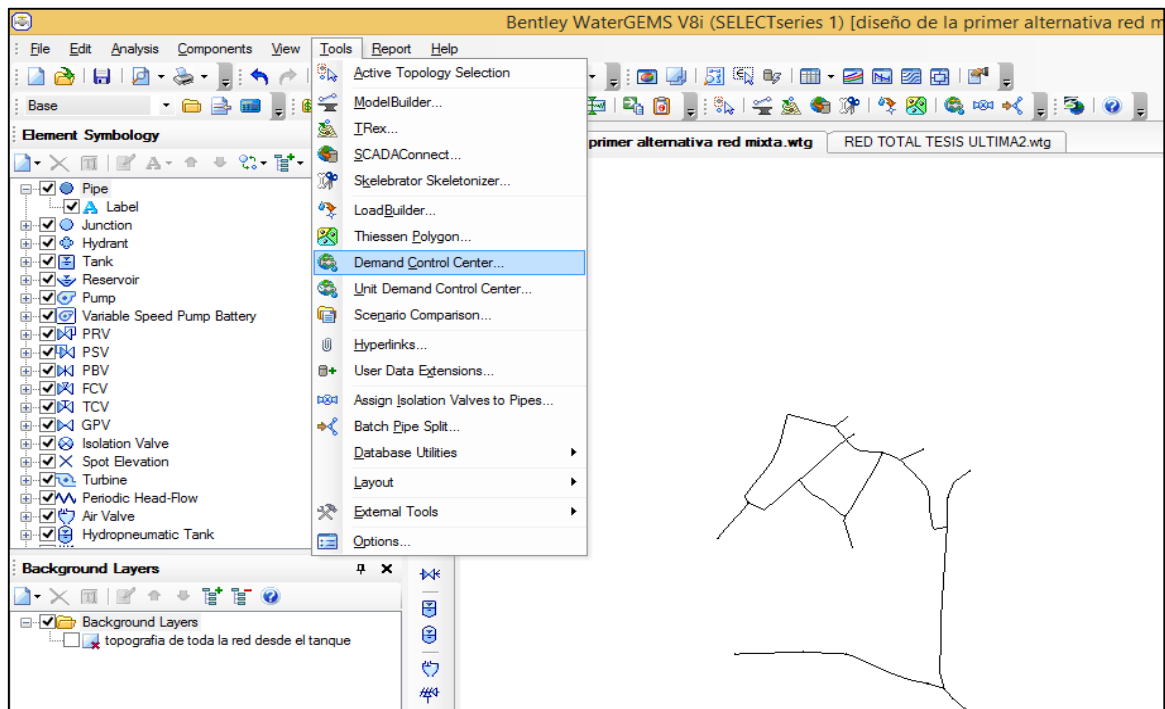 Bentley WaterGEMS V8i (SELECTseries 1) [diseño de la primer alternativa red m
File Edit Analysis Components View Tools Report Help
Base
Element Symbology
Pipe
Label
Junction
Hydrant
Tank
Reservoir
Pump
Variable Speed Pump Battery
PRV
PSV
PBV
FCV
TCV
GPV
Isolation Valve
Spot Elevation
Turbine
Periodic Head-Flow
Air Valve
Hydropneumatic Tank
Active Topology Selection
ModelBuilder...
TRex...
SCADAConnect...
Skelebrator Skeletonizer...
LoadBuilder...
Thiessen Polygon...
Demand Control Center...
Unit Demand Control Center...
Scenario Comparison...
Hyperlinks...
User Data Extensions...
Assign Isolation Valves to Pipes...
Batch Pipe Split...
Database Utilities
Layout
External Tools
Options...
primer alternativa red mixta.wtg RED TOTAL TESIS ULTIMA2.wtg
Background Layers
Background Layers
topografia de toda la red desde el tanque